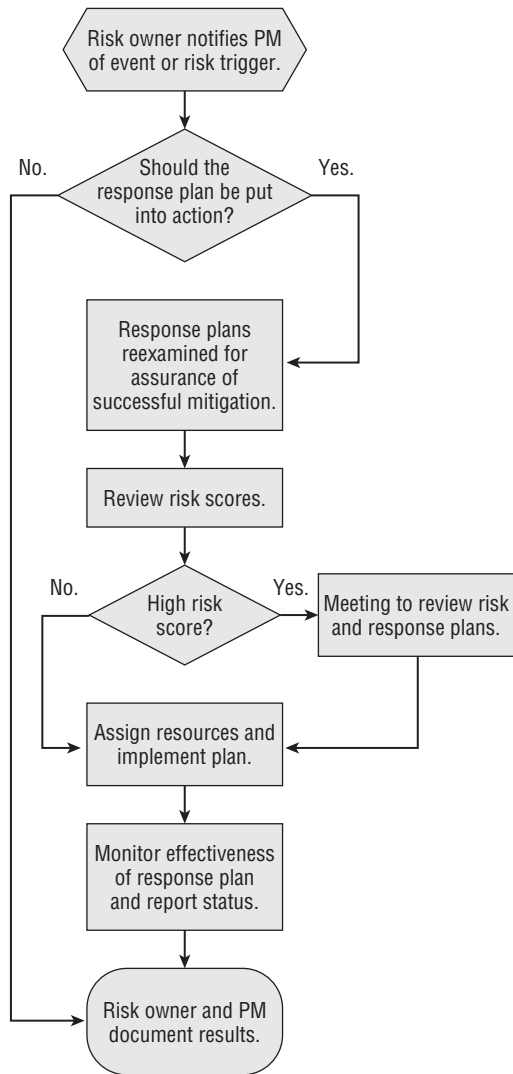 Risk owner notifies PM
of event or risk trigger.
No.
Should the
response plan be put
into action?
Yes.
Response plans
reexamined for
assurance of
successful mitigation.
Review risk scores.
No.
High risk
score?
Yes.
Meeting to review risk
and response plans.
Assign resources and
implement plan.
Monitor effectiveness
of response plan
and report status.
Risk owner and PM
document results.